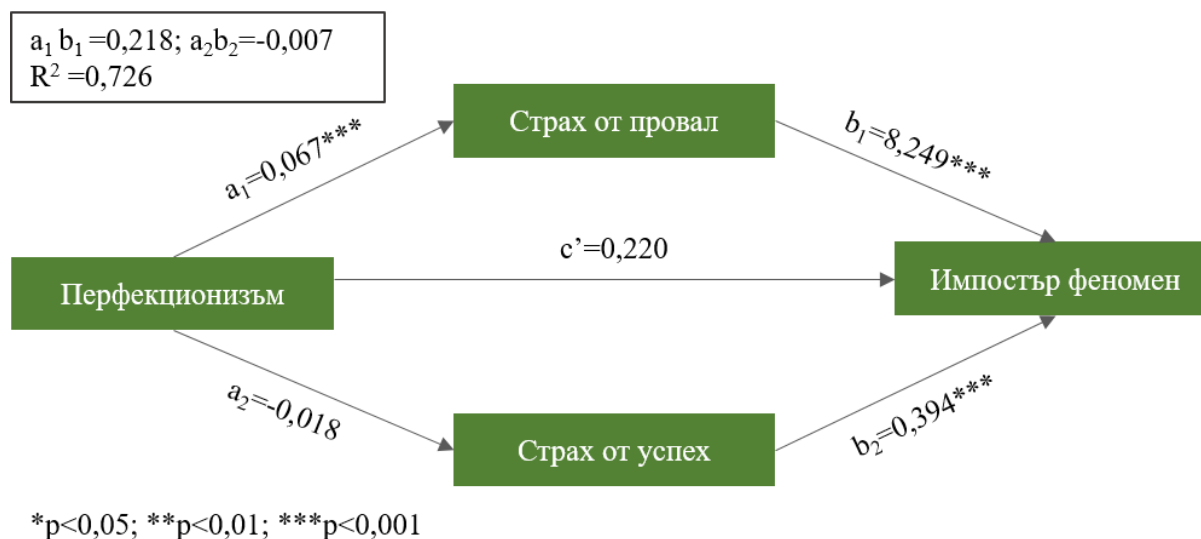 a₁ b₁ =0,218; a₂b₂=-0,007
R² =0,726
Страх от провал
a₁=0,067***
b₁=8,249***
c’=0,220
Перфекционизъм
Импостър феномен
a₂=-0,018
b₂=0,394***
Страх от успех
*p<0,05; **p<0,01; ***p<0,001